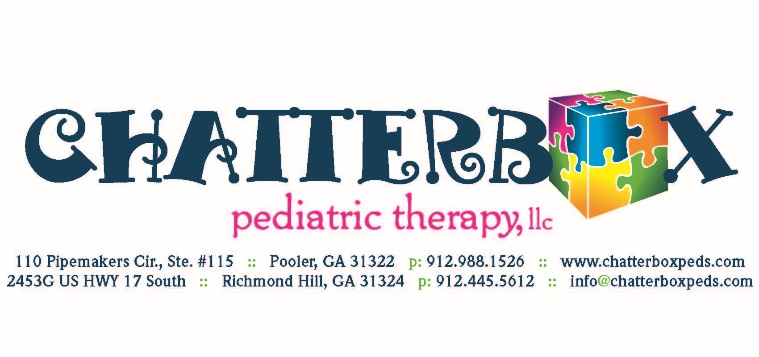 CHATTERBOX
pediatric therapy, llc
110 Pipemakers Cir., Ste. #115 :: Pooler, GA 31322 p: 912.988.1526 :: www.chatterboxpeds.com
2453G US HWY 17 South :: Richmond Hill, GA 31324 p: 912.445.5612 :: info@chatterboxpeds.com